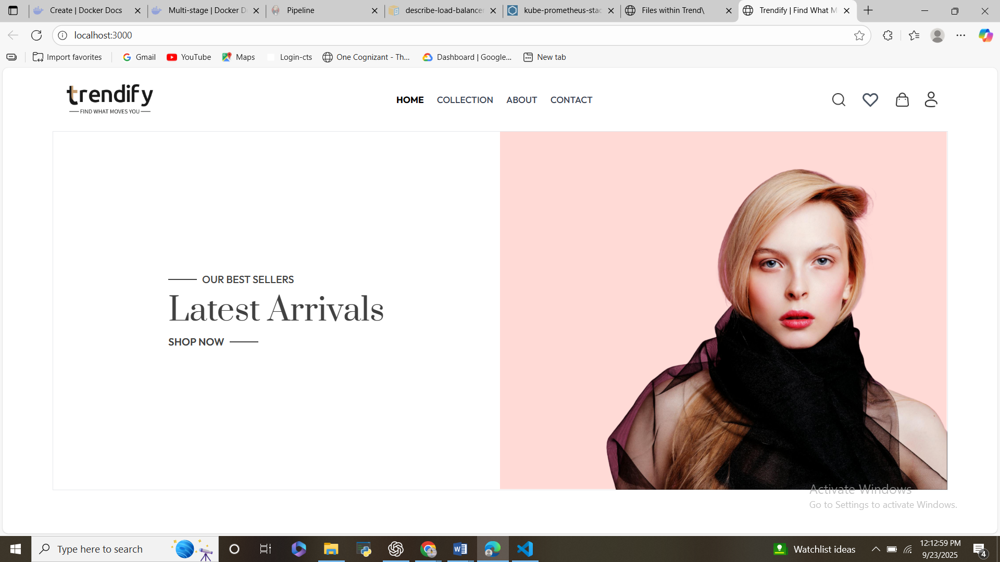 Create | Docker Docs
Multi-stage | Docker D
Pipeline
describe-load-balancer
kube-prometheus-stac
Files within Trend\
Trendify | Find What M
localhost:3000
Import favorites
Gmail
YouTube
Maps
Login-cts
One Cognizant - Th...
Dashboard | Google...
New tab
trendify
FIND WHAT MOVES YOU
HOME
COLLECTION
ABOUT
CONTACT
OUR BEST SELLERS
Latest Arrivals
SHOP NOW
Activate Windows
Go to Settings to activate Windows.
Type here to search
Watchlist ideas
12:12:59 PM
9/23/2025
4